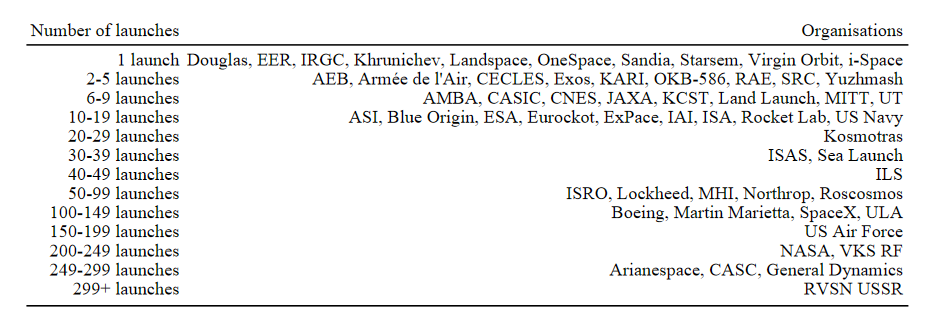 Number of launches Organisations
1 launch Douglas, EER, IRGC, Khrunichev, Landspace, OneSpace, Sandia, Starsem, Virgin Orbit, i-Space
2-5 launches AEB, Armée de l'Air, CECLES, Exos, KARI, OKB-586, RAE, SRC, Yuzhmash
6-9 launches AMBA, CASIC, CNES, JAXA, KCST, Land Launch, MITT, UT
10-19 launches ASI, Blue Origin, ESA, Eurockot, ExPace, IAI, ISA, Rocket Lab, US Navy
20-29 launches Kosmotras
30-39 launches ISAS, Sea Launch
40-49 launches ILS
50-99 launches ISRO, Lockheed, MHI, Northrop, Roscosmos
100-149 launches Boeing, Martin Marietta, SpaceX, ULA
150-199 launches US Air Force
200-249 launches NASA, VKS RF
249-299 launches Arianespace, CASC, General Dynamics
299+ launches RVSN USSR